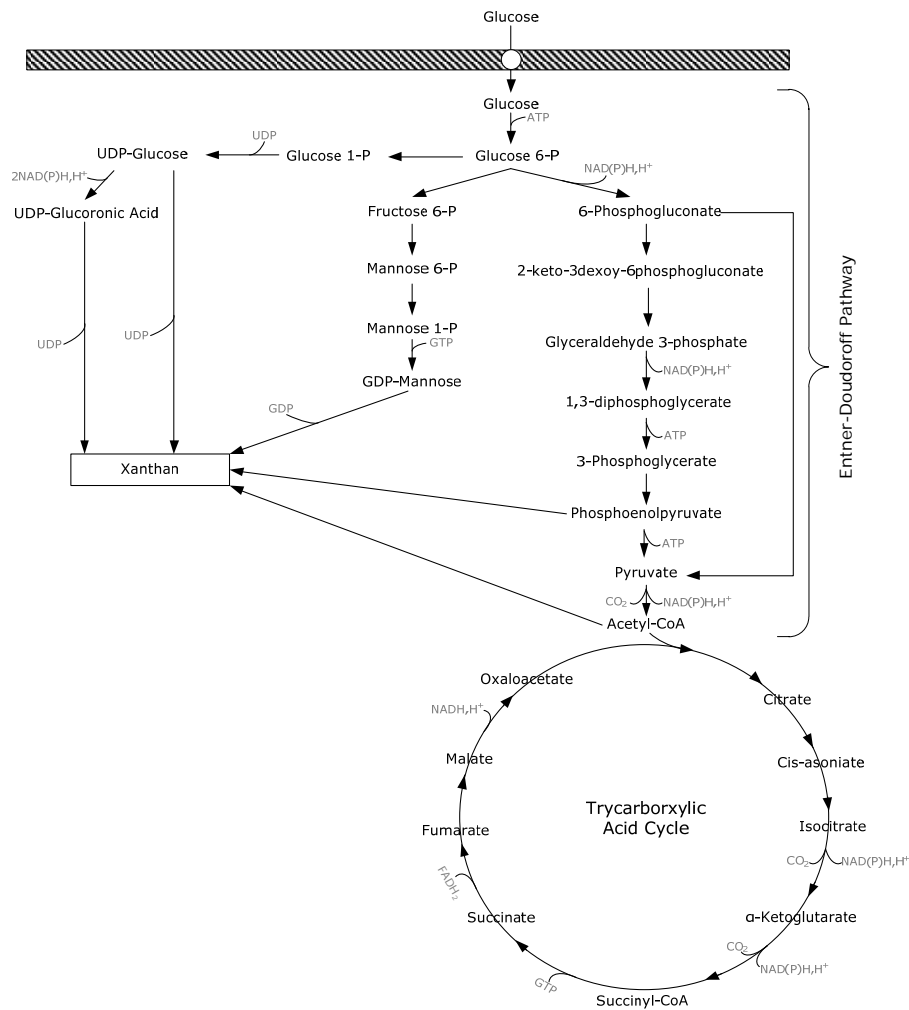 Glucose
Glucose
ATP
UDP
UDP-Glucose
Glucose 1-P
Glucose 6-P
2NAD(P)H,H+
NAD(P)H,H+
UDP-Glucoronic Acid
Fructose 6-P
6-Phosphogluconate
Mannose 6-P
2-keto-3dexoy-6phosphogluconate
Mannose 1-P
UDP
UDP
GTP
Glyceraldehyde 3-phosphate
NAD(P)H,H+
GDP-Mannose
1,3-diphosphoglycerate
GDP
ATP
Xanthan
3-Phosphoglycerate
Phosphoenolpyruvate
ATP
Pyruvate
CO2
NAD(P)H,H+
Acetyl-CoA
Entner-Doudoroff Pathway
Oxaloacetate
Citrate
NADH,H+
Malate
Cis-asoniate
Trycarborxylic
Acid Cycle
Fumarate
Isocitrate
CO2
NAD(P)H,H+
FADH2
Succinate
α-Ketoglutarate
CO2
NAD(P)H,H+
GTP
Succinyl-CoA